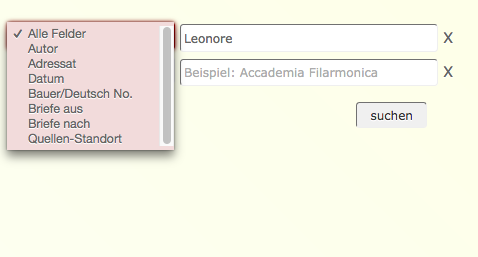 ✓ Alle Felder
Autor
Adressat
Datum
Bauer/Deutsch No.
Briefe aus
Briefe nach
Quellen-Standort
Leonore X
Beispiel: Accademia Filarmonica X
suchen